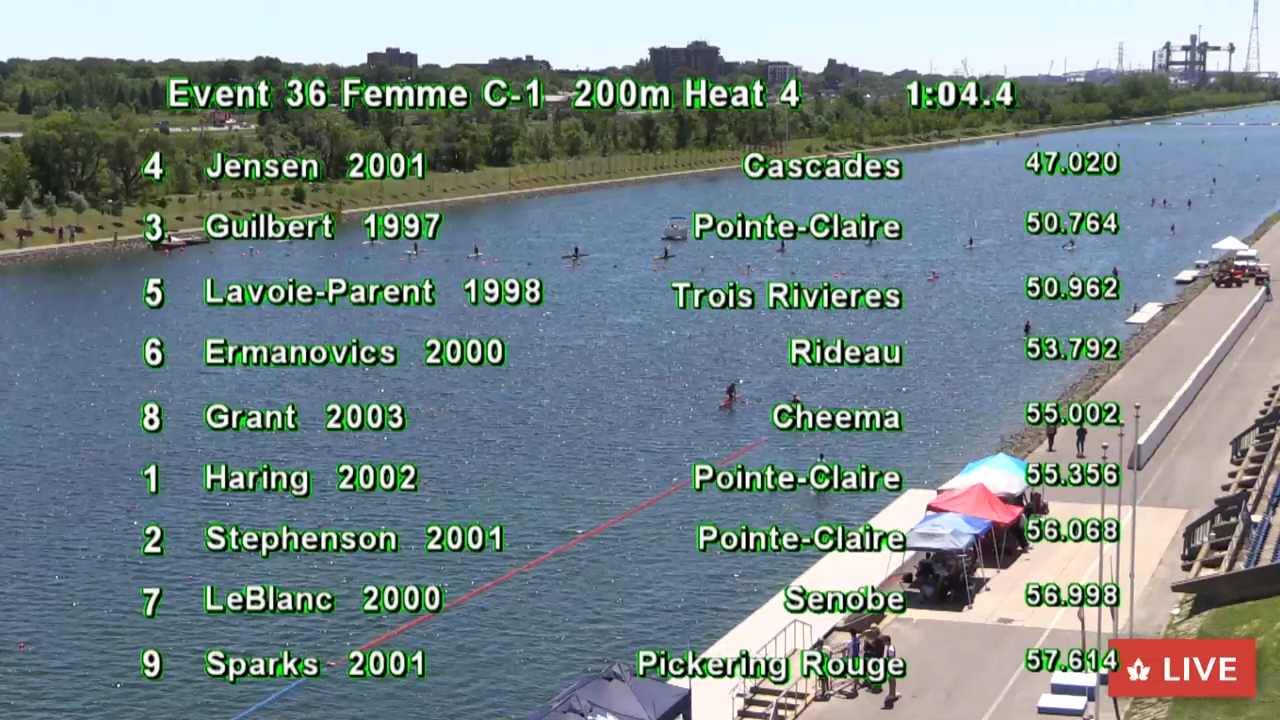 Event 36 Femme C-1 200m Heat 4 1:04.4
4 Jensen 2001 Cascades 47.020
3 Guilbert 1997 Pointe-Claire 50.764
5 Lavoie-Parent 1998 Trois Rivieres 50.962
6 Ermanovics 2000 Rideau 53.792
8 Grant 2003 Cheema 55.002
1 Haring 2002 Pointe-Claire 55.356
2 Stephenson 2001 Pointe-Claire 56.068
7 LeBlanc 2000 Senobe 56.998
9 Sparks 2001 Pickering Rouge 57.614
LIVE